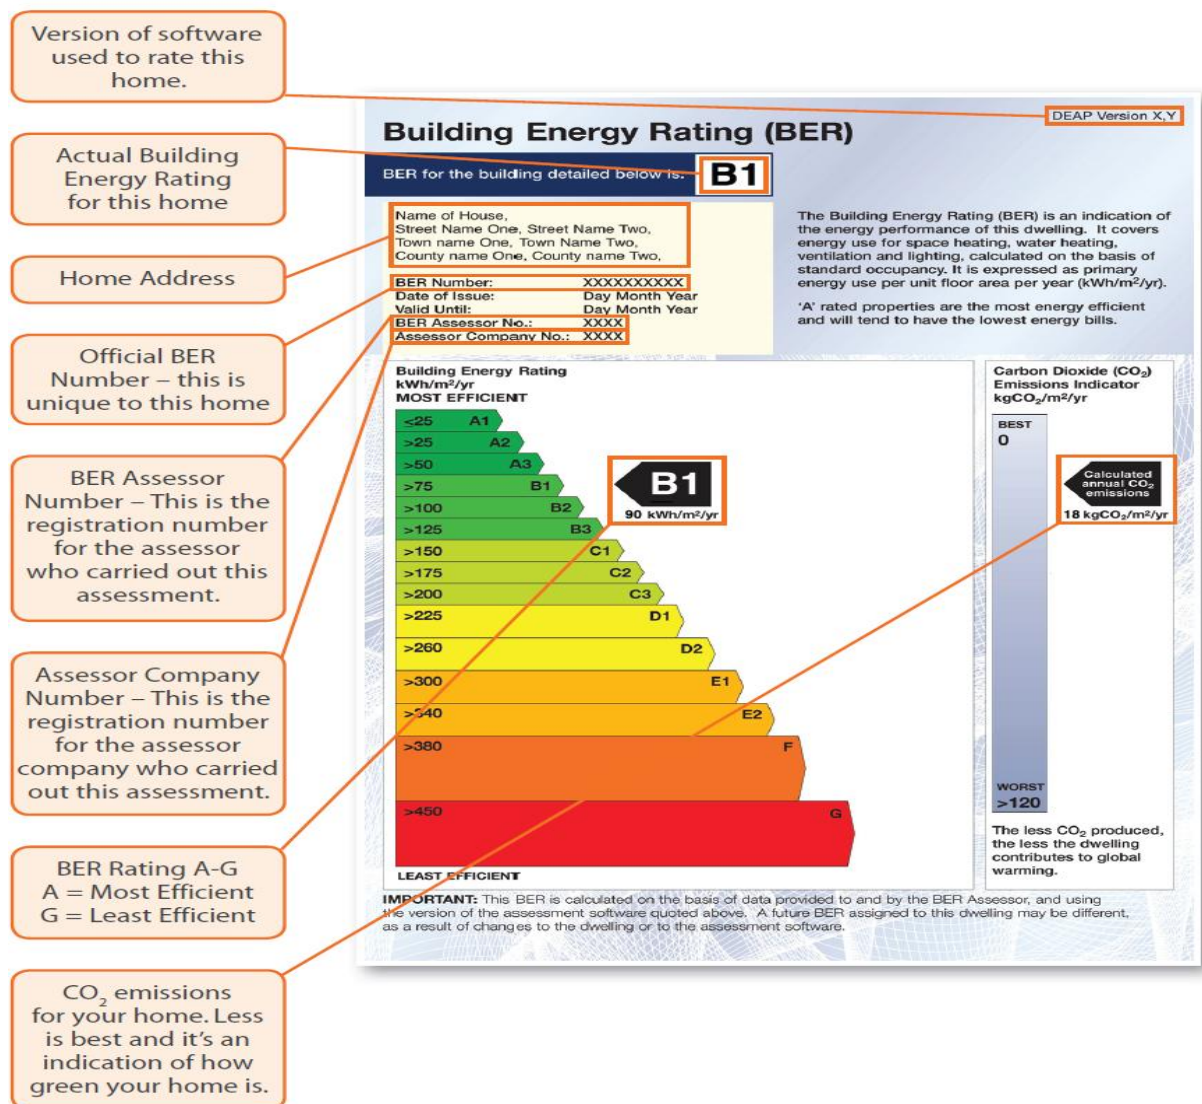 Version of software
used to rate this
home.
Actual Building
Energy Rating
for this home
Home Address
Official BER
Number – this is
unique to this home
BER Assessor
Number – This is the
registration number
for the assessor
who carried out this
assessment.
Assessor Company
Number – This is the
registration number
for the assessor
company who carried
out this assessment.
BER Rating A-G
A = Most Efficient
G = Least Efficient
CO₂ emissions
for your home. Less
is best and it's an
indication of how
green your home is.
DEAP Version X,Y
Building Energy Rating (BER)
BER for the building detailed below is: B1
Name of House,
Street Name One, Street Name Two,
Town name One, Town Name Two,
County name One, County name Two,
BER Number: XXXXXXXXXX
Date of Issue: Day Month Year
Valid Until: Day Month Year
BER Assessor No.: XXXX
Assessor Company No.: XXXX
The Building Energy Rating (BER) is an indication of
the energy performance of this dwelling. It covers
energy use for space heating, water heating,
ventilation and lighting, calculated on the basis of
standard occupancy. It is expressed as primary
energy use per unit floor area per year (kWh/m²/yr).
'A' rated properties are the most energy efficient
and will tend to have the lowest energy bills.
Building Energy Rating
kWh/m²/yr
MOST EFFICIENT
≤25 A1
>25 A2
>50 A3
>75 B1
>100 B2
>125 B3
>150 C1
>175 C2
>200 C3
>225 D1
>260 D2
>300 E1
>340 E2
>380 F
>450 G
LEAST EFFICIENT
B1
90 kWh/m²/yr
Carbon Dioxide (CO₂)
Emissions Indicator
kgCO₂/m²/yr
BEST
0
Calculated
annual CO₂
emissions
18 kgCO₂/m²/yr
WORST
>120
The less CO₂ produced,
the less the dwelling
contributes to global
warming.
IMPORTANT: This BER is calculated on the basis of data provided to and by the BER Assessor, and using
the version of the assessment software quoted above. A future BER assigned to this dwelling may be different,
as a result of changes to the dwelling or to the assessment software.